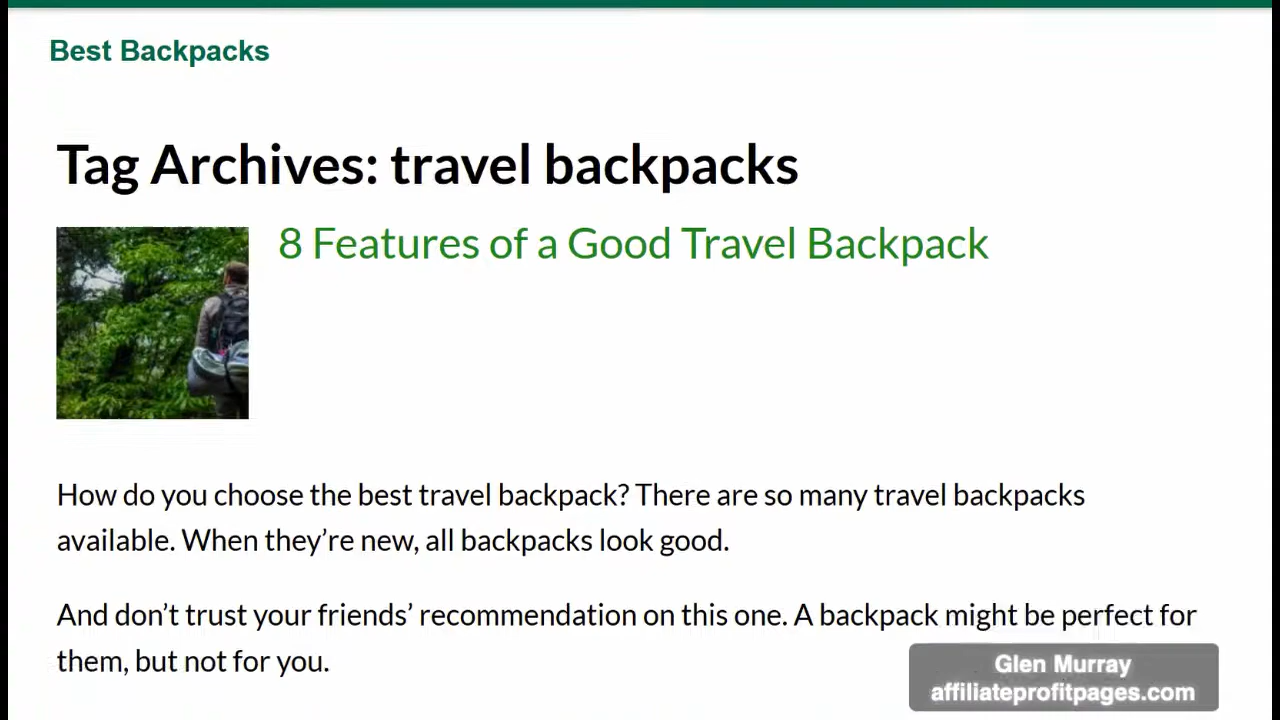 Best Backpacks
Tag Archives: travel backpacks
8 Features of a Good Travel Backpack
How do you choose the best travel backpack? There are so many travel backpacks
available. When they’re new, all backpacks look good.
And don’t trust your friends’ recommendation on this one. A backpack might be perfect for
them, but not for you.
Glen Murray
affiliateprofitpages.com